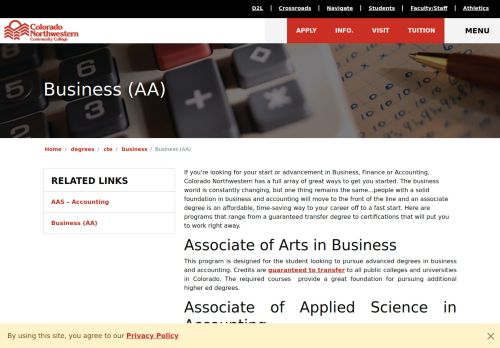 D2L | Crossroads | Navigate | Students | Faculty/Staff | Athletics
Colorado
Northwestern
Community College
APPLY INFO. VISIT TUITION MENU
Business (AA)
Home / degrees / cte / business / Business (AA)
RELATED LINKS
AAS – Accounting
Business (AA)
If you're looking for your start or advancement in Business, Finance or Accounting,
Colorado Northwestern has a full array of great ways to get you started. The business
world is constantly changing, but one thing remains the same…people with a solid
foundation in business and accounting will move to the front of the line and an associate
degree is an affordable, time-saving way to your career off to a fast start. Here are
programs that range from a guaranteed transfer degree to certifications that will put you
to work right away.
Associate of Arts in Business
This program is designed for the student looking to pursue advanced degrees in business
and accounting. Credits are guaranteed to transfer to all public colleges and universities
in Colorado. The required courses provide a great foundation for pursuing additional
higher ed degrees.
Associate of Applied Science in
Accounting
By using this site, you agree to our Privacy Policy
×